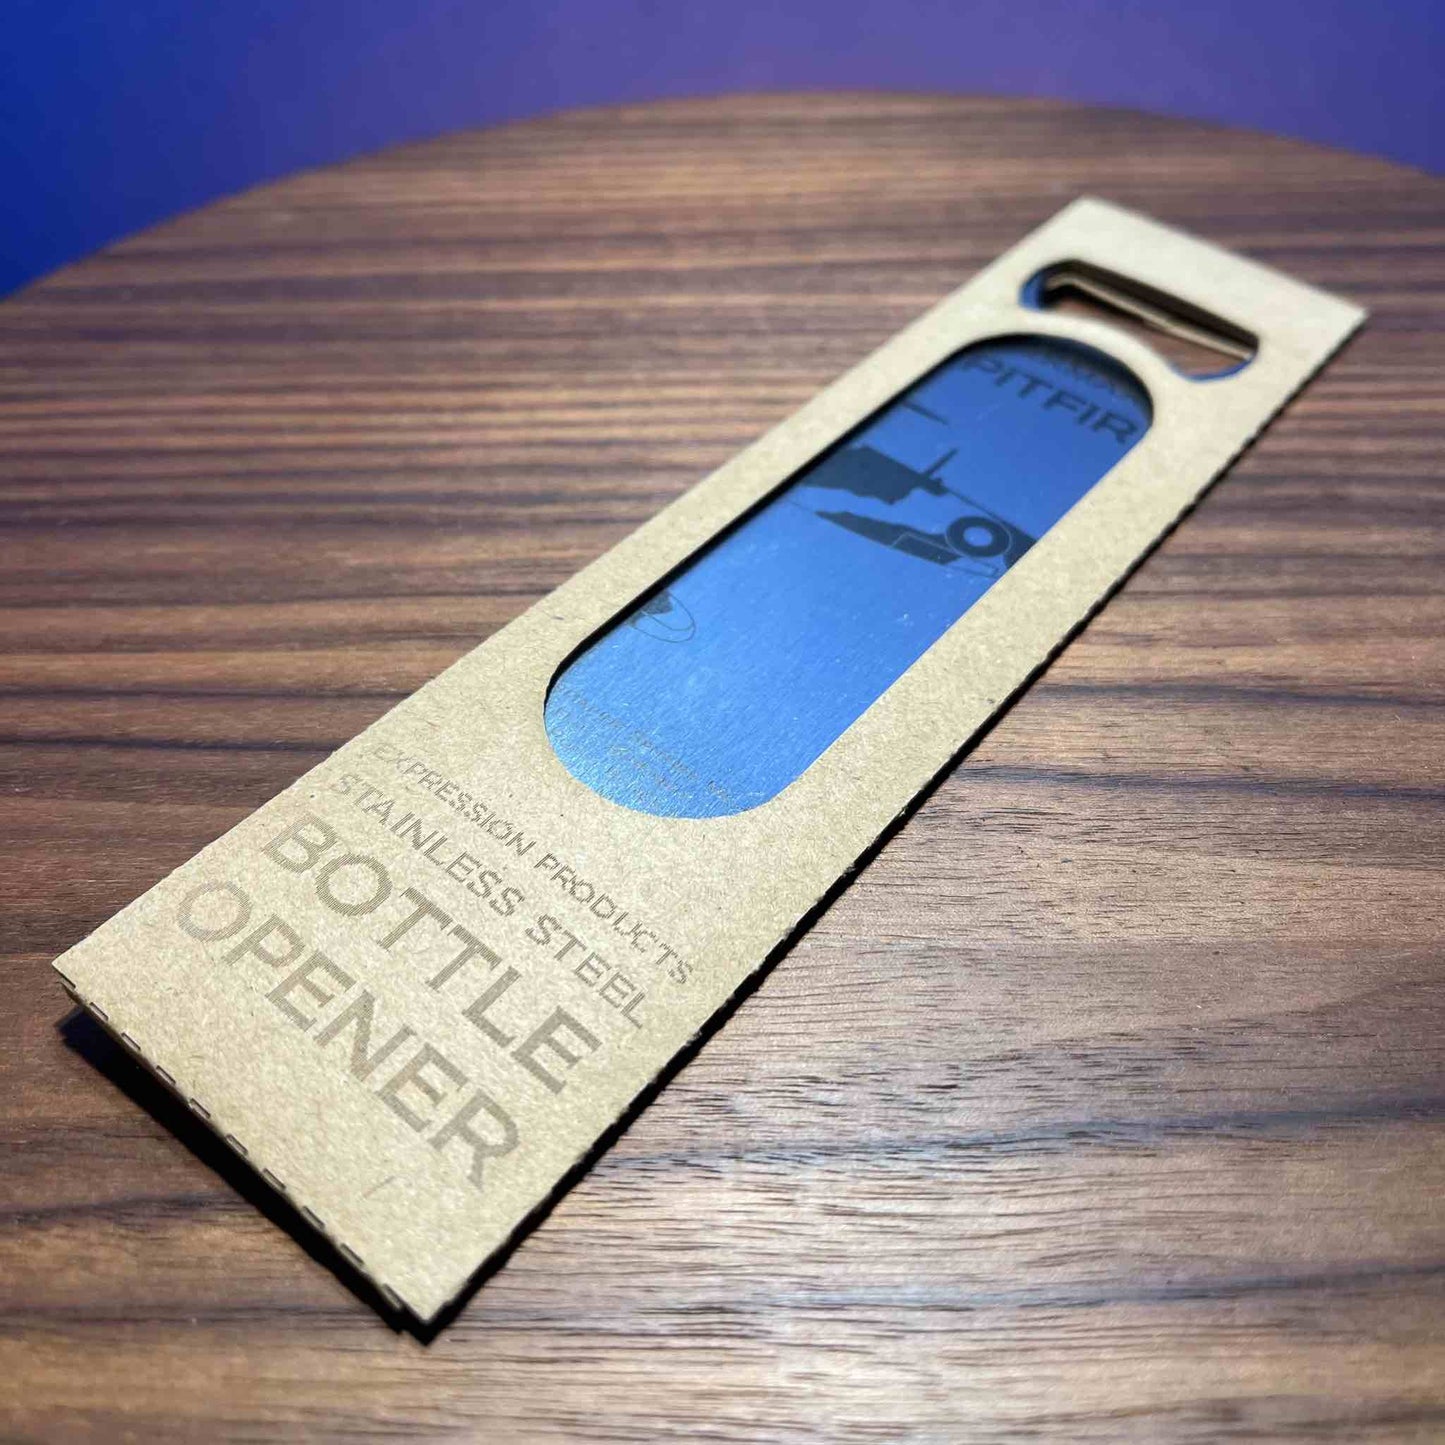 PITFIR
EXPRESSION PRODUCTS
STAINLESS STEEL
BOTTLE
OPENER